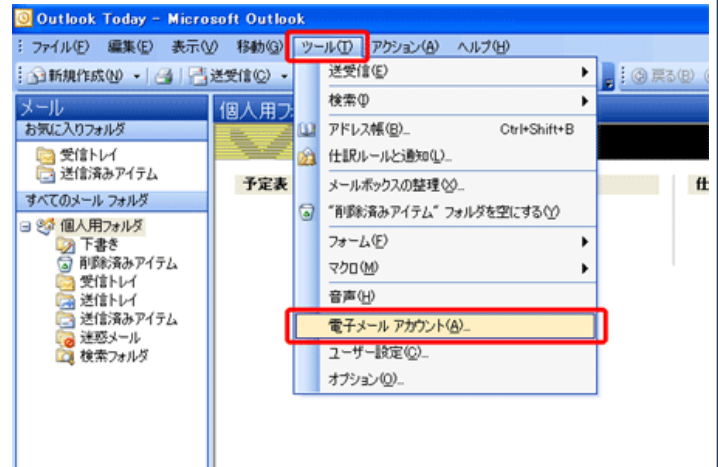 Outlook Today - Microsoft Outlook
ファイル(F) 編集(E) 表示(V) 移動(G) ツール(T) アクション(A) ヘルプ(H)
新規作成(N) 送受信(C) 戻る(B)
メール
お気に入りフォルダ
受信トレイ
送信済みアイテム
すべてのメール フォルダ
個人用フォルダ
下書き
削除済みアイテム
受信トレイ
送信トレイ
送信済みアイテム
迷惑メール
検索フォルダ
個人用フ
予定表
仕
送受信(E)
検索(I)
アドレス帳(B)... Ctrl+Shift+B
仕訳ルールと通知(L)...
メールボックスの整理(X)...
"削除済みアイテム" フォルダを空にする(Y)
フォーム(F)
マクロ(M)
音声(H)
電子メール アカウント(A)...
ユーザー設定(C)...
オプション(O)...